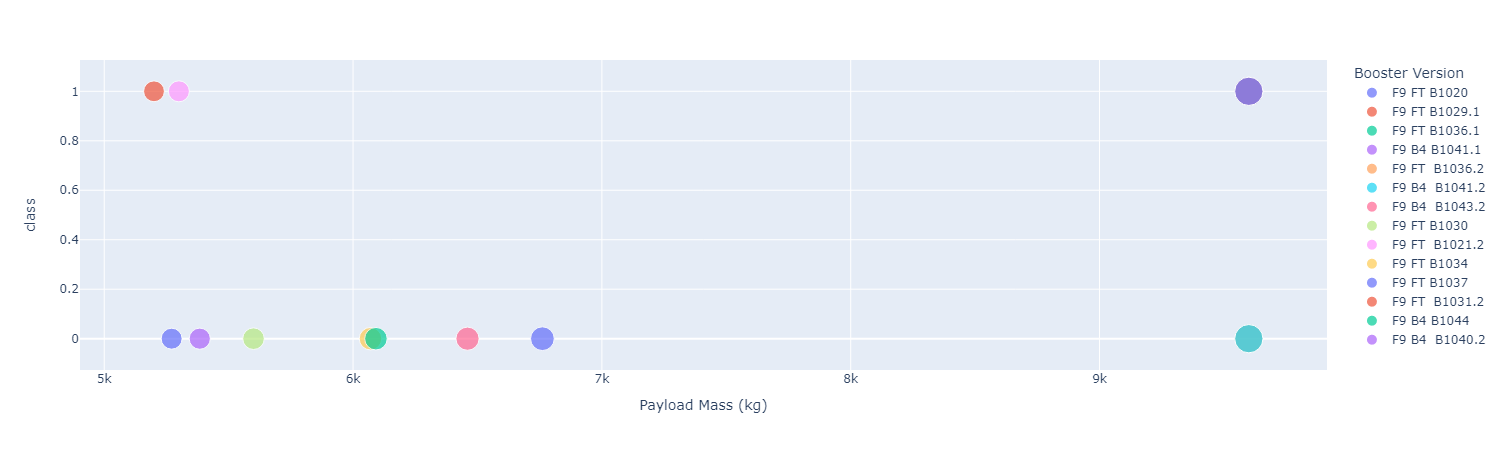 1
0.8
0.6
0.4
0.2
0
class
5k
6k
7k
8k
9k
Payload Mass (kg)
Booster Version
F9 FT B1020
F9 FT B1029.1
F9 FT B1036.1
F9 B4 B1041.1
F9 FT  B1036.2
F9 B4  B1041.2
F9 B4  B1043.2
F9 FT B1030
F9 FT  B1021.2
F9 FT B1034
F9 FT B1037
F9 FT  B1031.2
F9 B4 B1044
F9 B4  B1040.2